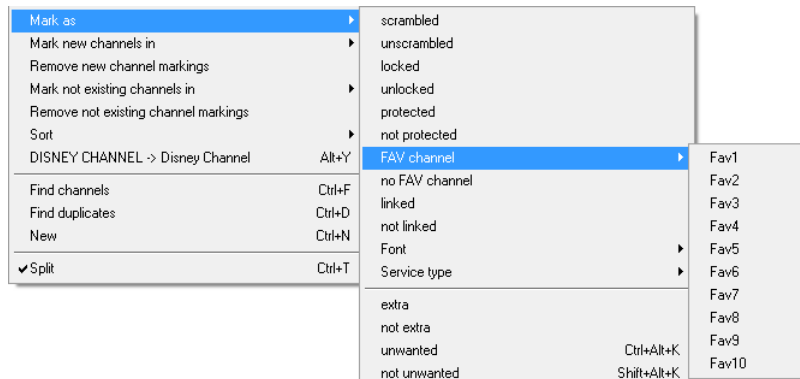 Mark as
Mark new channels in
Remove new channel markings
Mark not existing channels in
Remove not existing channel markings
Sort
DISNEY CHANNEL -> Disney Channel Alt+Y
Find channels Ctrl+F
Find duplicates Ctrl+D
New Ctrl+N
Split Ctrl+T
scrambled
unscrambled
locked
unlocked
protected
not protected
FAV channel
no FAV channel
linked
not linked
Font
Service type
extra
not extra
unwanted Ctrl+Alt+K
not unwanted Shift+Alt+K
Fav1
Fav2
Fav3
Fav4
Fav5
Fav6
Fav7
Fav8
Fav9
Fav10